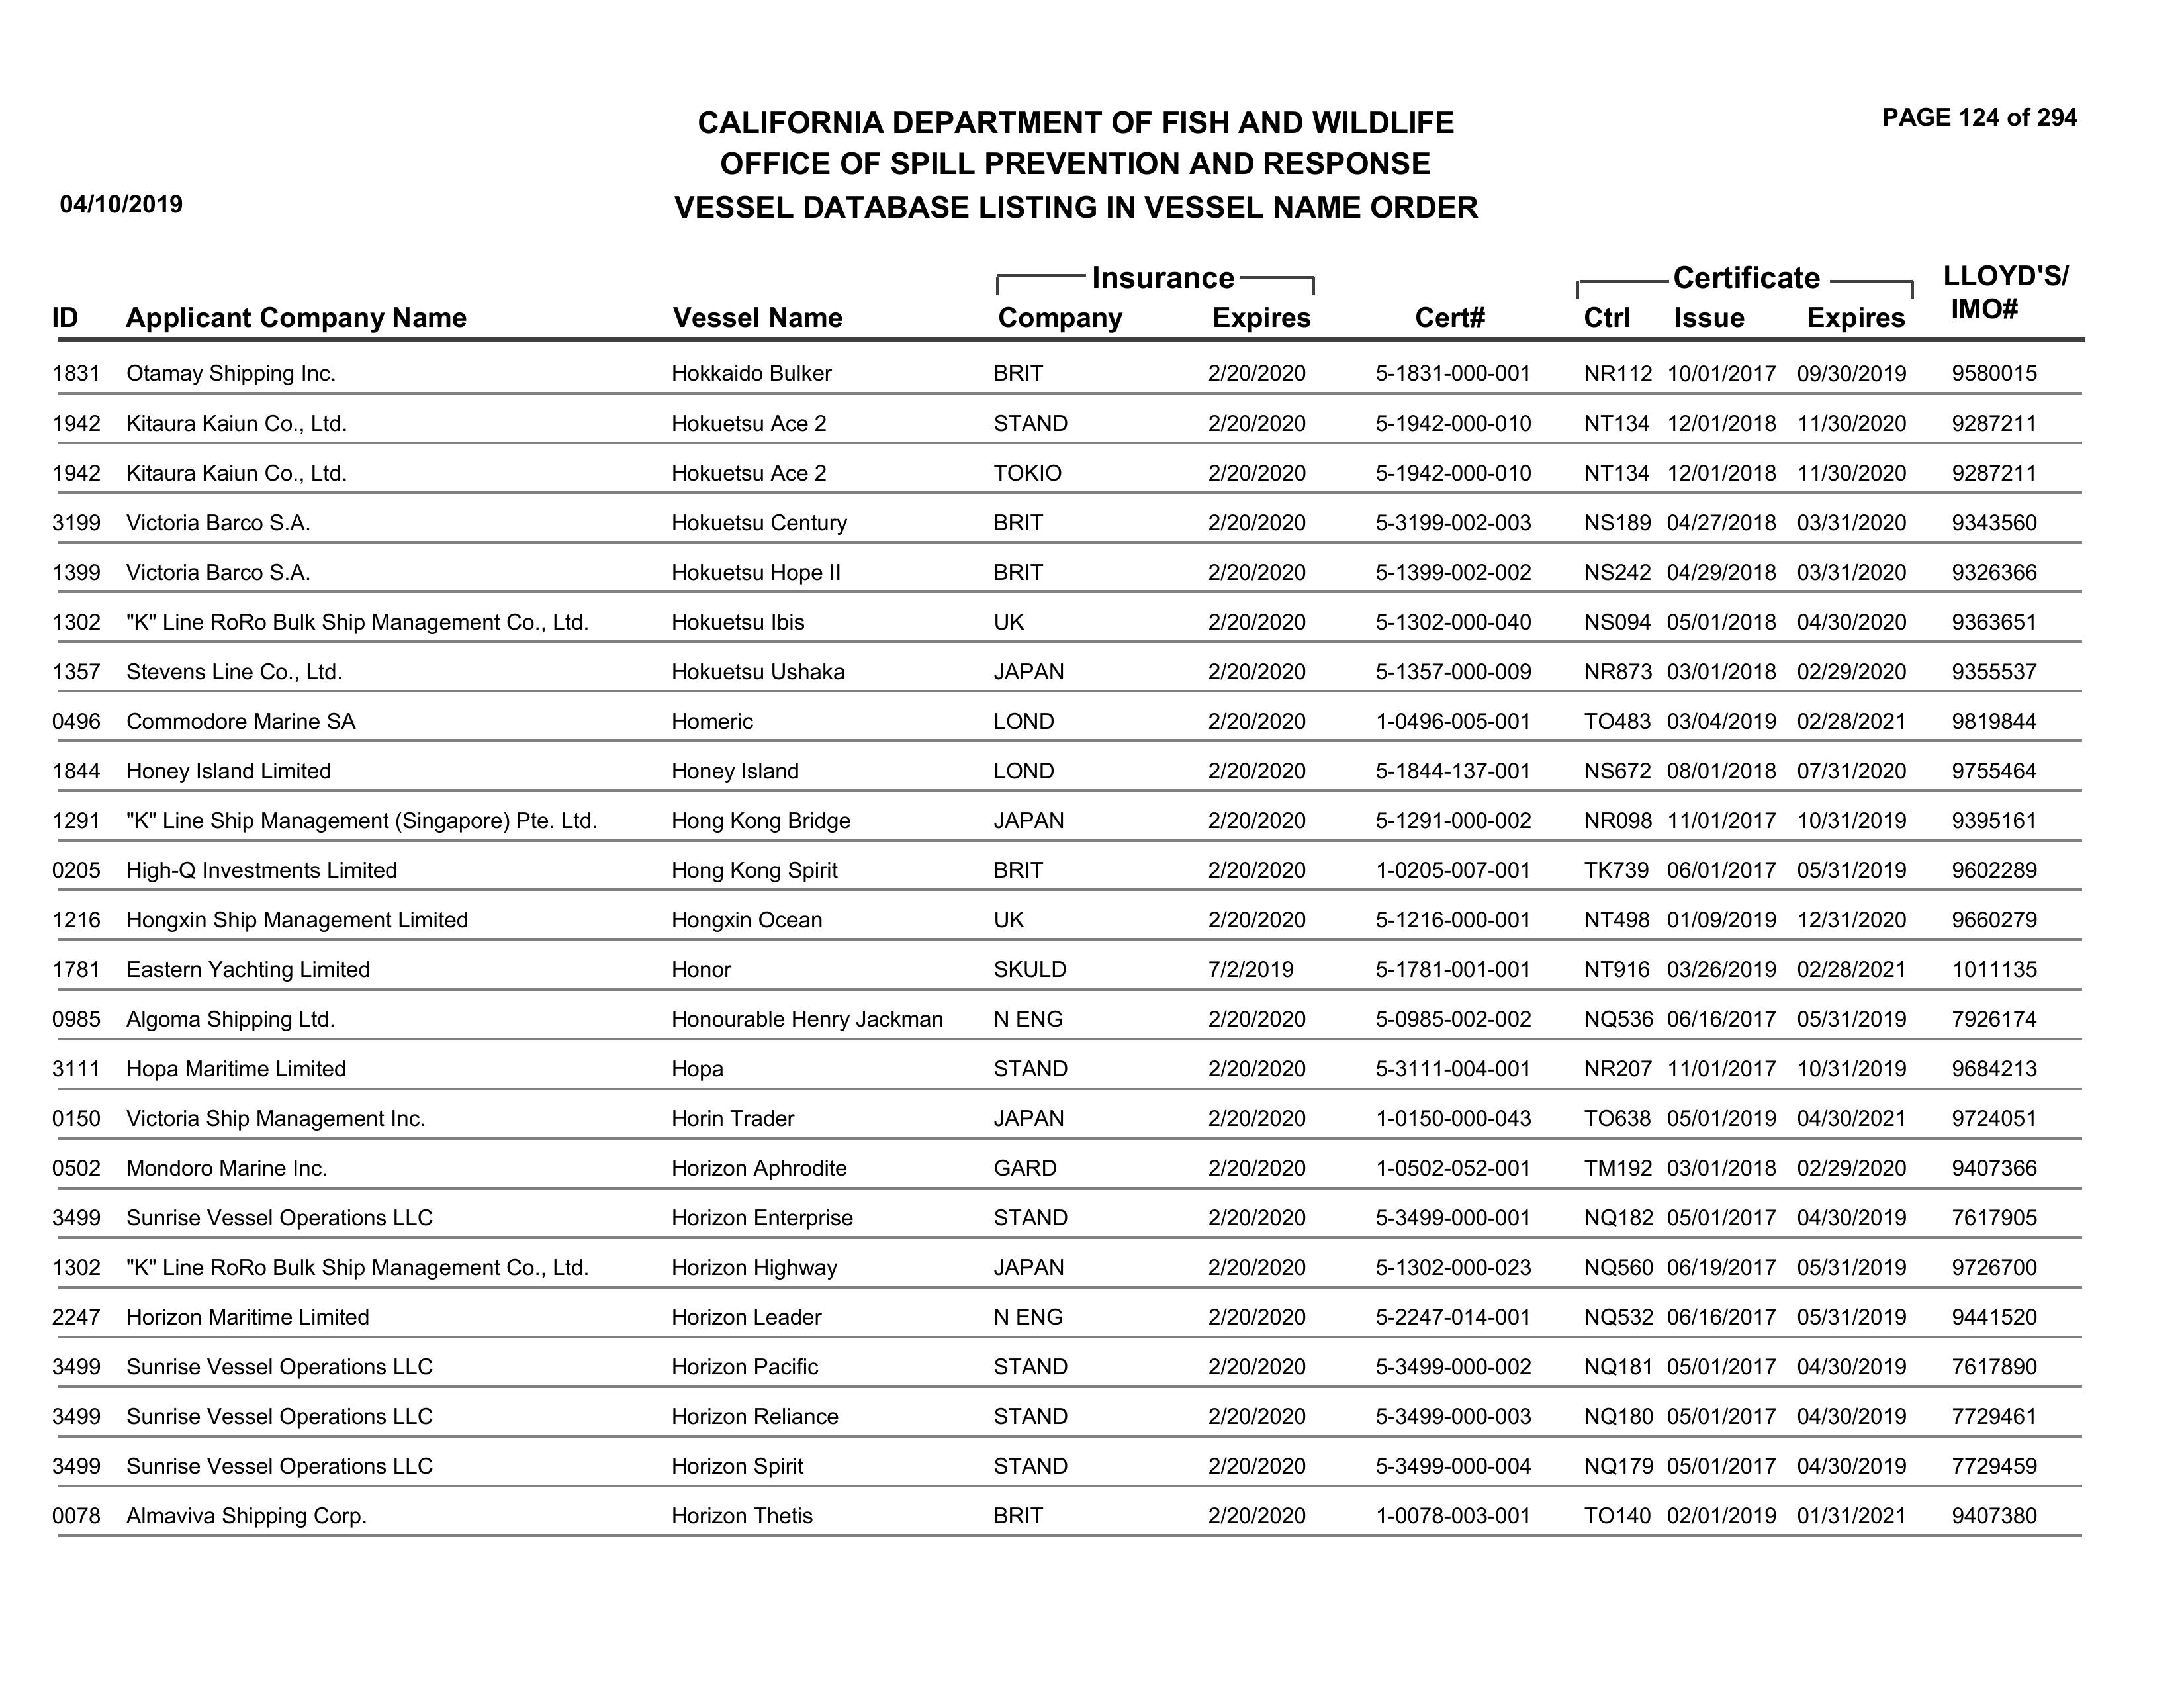 CALIFORNIA DEPARTMENT OF FISH AND WILDLIFE
PAGE 124 of 294
OFFICE OF SPILL PREVENTION AND RESPONSE
04/10/2019
VESSEL DATABASE LISTING IN VESSEL NAME ORDER
Insurance Certificate LLOYD'S/
ID Applicant Company Name Vessel Name Company Expires Cert# Ctrl Issue Expires IMO#
1831 Otamay Shipping Inc. Hokkaido Bulker BRIT 2/20/2020 5-1831-000-001 NR112 10/01/2017 09/30/2019 9580015
1942 Kitaura Kaiun Co., Ltd. Hokuetsu Ace 2 STAND 2/20/2020 5-1942-000-010 NT134 12/01/2018 11/30/2020 9287211
1942 Kitaura Kaiun Co., Ltd. Hokuetsu Ace 2 TOKIO 2/20/2020 5-1942-000-010 NT134 12/01/2018 11/30/2020 9287211
3199 Victoria Barco S.A. Hokuetsu Century BRIT 2/20/2020 5-3199-002-003 NS189 04/27/2018 03/31/2020 9343560
1399 Victoria Barco S.A. Hokuetsu Hope II BRIT 2/20/2020 5-1399-002-002 NS242 04/29/2018 03/31/2020 9326366
1302 "K" Line RoRo Bulk Ship Management Co., Ltd. Hokuetsu Ibis UK 2/20/2020 5-1302-000-040 NS094 05/01/2018 04/30/2020 9363651
1357 Stevens Line Co., Ltd. Hokuetsu Ushaka JAPAN 2/20/2020 5-1357-000-009 NR873 03/01/2018 02/29/2020 9355537
0496 Commodore Marine SA Homeric LOND 2/20/2020 1-0496-005-001 TO483 03/04/2019 02/28/2021 9819844
1844 Honey Island Limited Honey Island LOND 2/20/2020 5-1844-137-001 NS672 08/01/2018 07/31/2020 9755464
1291 "K" Line Ship Management (Singapore) Pte. Ltd. Hong Kong Bridge JAPAN 2/20/2020 5-1291-000-002 NR098 11/01/2017 10/31/2019 9395161
0205 High-Q Investments Limited Hong Kong Spirit BRIT 2/20/2020 1-0205-007-001 TK739 06/01/2017 05/31/2019 9602289
1216 Hongxin Ship Management Limited Hongxin Ocean UK 2/20/2020 5-1216-000-001 NT498 01/09/2019 12/31/2020 9660279
1781 Eastern Yachting Limited Honor SKULD 7/2/2019 5-1781-001-001 NT916 03/26/2019 02/28/2021 1011135
0985 Algoma Shipping Ltd. Honourable Henry Jackman N ENG 2/20/2020 5-0985-002-002 NQ536 06/16/2017 05/31/2019 7926174
3111 Hopa Maritime Limited Hopa STAND 2/20/2020 5-3111-004-001 NR207 11/01/2017 10/31/2019 9684213
0150 Victoria Ship Management Inc. Horin Trader JAPAN 2/20/2020 1-0150-000-043 TO638 05/01/2019 04/30/2021 9724051
0502 Mondoro Marine Inc. Horizon Aphrodite GARD 2/20/2020 1-0502-052-001 TM192 03/01/2018 02/29/2020 9407366
3499 Sunrise Vessel Operations LLC Horizon Enterprise STAND 2/20/2020 5-3499-000-001 NQ182 05/01/2017 04/30/2019 7617905
1302 "K" Line RoRo Bulk Ship Management Co., Ltd. Horizon Highway JAPAN 2/20/2020 5-1302-000-023 NQ560 06/19/2017 05/31/2019 9726700
2247 Horizon Maritime Limited Horizon Leader N ENG 2/20/2020 5-2247-014-001 NQ532 06/16/2017 05/31/2019 9441520
3499 Sunrise Vessel Operations LLC Horizon Pacific STAND 2/20/2020 5-3499-000-002 NQ181 05/01/2017 04/30/2019 7617890
3499 Sunrise Vessel Operations LLC Horizon Reliance STAND 2/20/2020 5-3499-000-003 NQ180 05/01/2017 04/30/2019 7729461
3499 Sunrise Vessel Operations LLC Horizon Spirit STAND 2/20/2020 5-3499-000-004 NQ179 05/01/2017 04/30/2019 7729459
0078 Almaviva Shipping Corp. Horizon Thetis BRIT 2/20/2020 1-0078-003-001 TO140 02/01/2019 01/31/2021 9407380